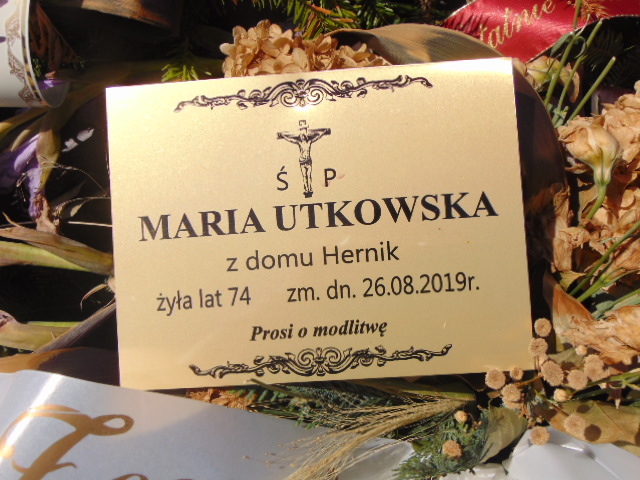 Ś P
MARIA UTKOWSKA
z domu Hernik
żyła lat 74 zm. dn. 26.08.2019r.
Prosi o modlitwę